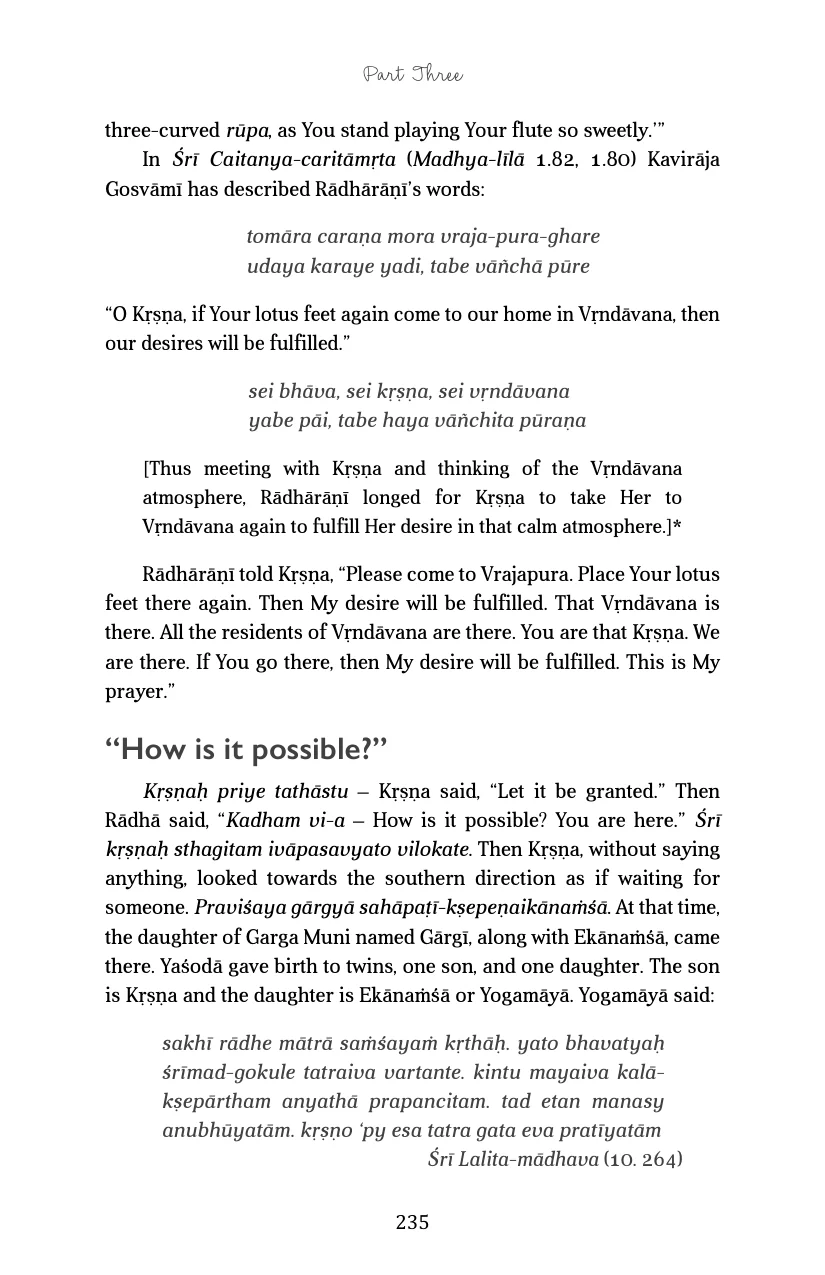 Part Three
three-curved rūpa, as You stand playing Your flute so sweetly.’”
In Śrī Caitanya-caritāmṛta (Madhya-līlā 1.82, 1.80) Kavirāja
Gosvāmī has described Rādhārāṇī’s words:
tomāra caraṇa mora vraja-pura-ghare
udaya karaye yadi, tabe vāñchā pūre
“O Kṛṣṇa, if Your lotus feet again come to our home in Vṛndāvana, then
our desires will be fulfilled.”
sei bhāva, sei kṛṣṇa, sei vṛndāvana
yabe pāi, tabe haya vāñchita pūraṇa
[Thus meeting with Kṛṣṇa and thinking of the Vṛndāvana
atmosphere, Rādhārāṇī longed for Kṛṣṇa to take Her to
Vṛndāvana again to fulfill Her desire in that calm atmosphere.]*
Rādhārāṇī told Kṛṣṇa, “Please come to Vrajapura. Place Your lotus
feet there again. Then My desire will be fulfilled. That Vṛndāvana is
there. All the residents of Vṛndāvana are there. You are that Kṛṣṇa. We
are there. If You go there, then My desire will be fulfilled. This is My
prayer.”
“How is it possible?”
Kṛṣṇaḥ priye tathāstu – Kṛṣṇa said, “Let it be granted.” Then
Rādhā said, “Kadham vi-a – How is it possible? You are here.” Śrī
kṛṣṇaḥ sthagitam ivāpasavyato vilokate. Then Kṛṣṇa, without saying
anything, looked towards the southern direction as if waiting for
someone. Praviśaya gārgyā sahāpaṭī-kṣepeṇaikānaṁśā. At that time,
the daughter of Garga Muni named Gārgī, along with Ekānaṁśā, came
there. Yaśodā gave birth to twins, one son, and one daughter. The son
is Kṛṣṇa and the daughter is Ekānaṁśā or Yogamāyā. Yogamāyā said:
sakhī rādhe mātrā saṁśayaṁ kṛthāḥ. yato bhavatyaḥ
śrīmad-gokule tatraiva vartante. kintu mayaiva kalā-
kṣepārtham anyathā prapancitam. tad etan manasy
anubhūyatām. kṛṣṇo ‘py esa tatra gata eva pratīyatām
Śrī Lalita-mādhava (10. 264)
235